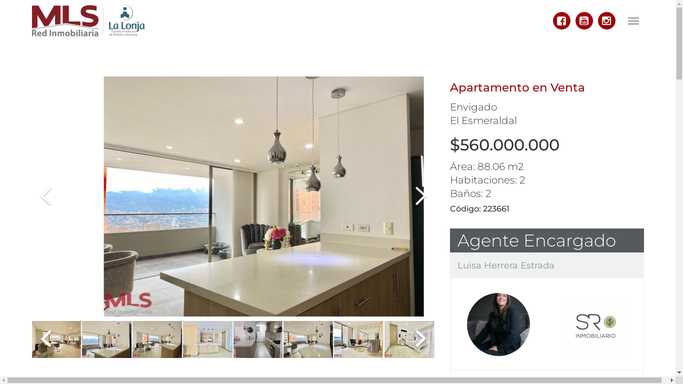 MLS
Red Inmobiliaria
La Lonja
Apartamento en Venta
Envigado
El Esmeraldal
$560.000.000
Área: 88.06 m2
Habitaciones: 2
Baños: 2
Código: 223661
Agente Encargado
Luisa Herrera Estrada
MLS
SR
INMOBILIARIO